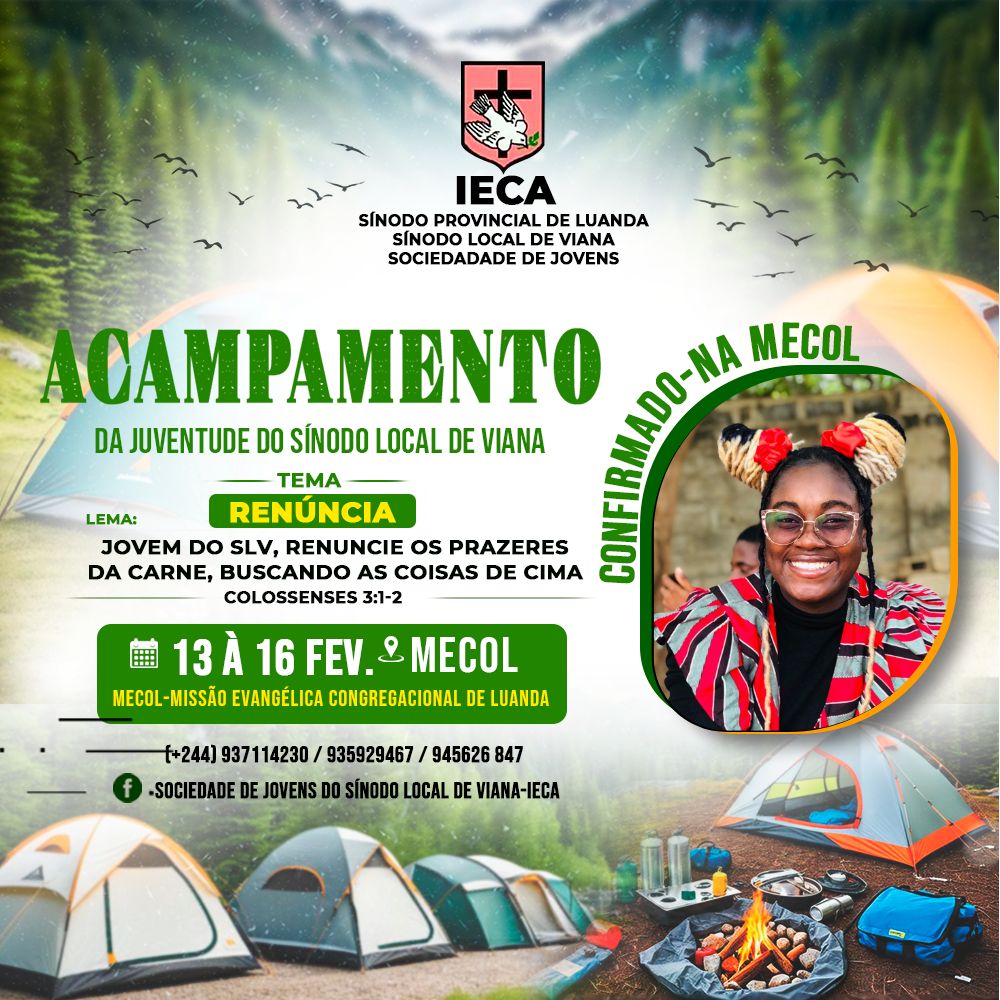 IECA
SÍNODO PROVINCIAL DE LUANDA
SÍNODO LOCAL DE VIANA
SOCIEDADADE DE JOVENS
ACAMPAMENTO
DA JUVENTUDE DO SÍNODO LOCAL DE VIANA
TEMA
RENÚNCIA
LEMA:
JOVEM DO SLV, RENUNCIE OS PRAZERES
DA CARNE, BUSCANDO AS COISAS DE CIMA
COLOSSENSES 3:1-2
CONFIRMADO-NA MECOL
13 À 16 FEV. MECOL
MECOL-MISSÃO EVANGÉLICA CONGREGACIONAL DE LUANDA
(+244) 937114230 / 935929467 / 945626 847
-SOCIEDADE DE JOVENS DO SÍNODO LOCAL DE VIANA-IECA